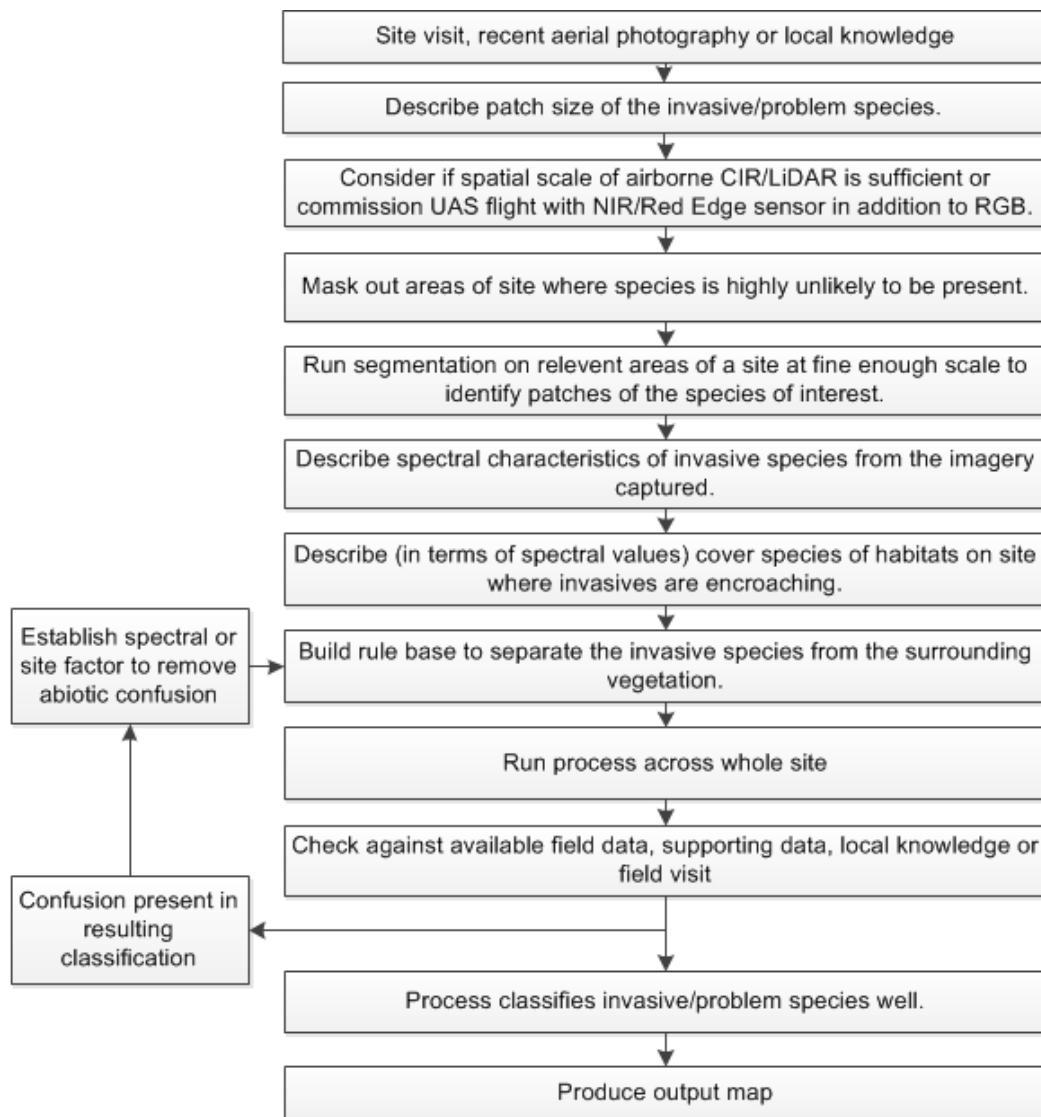 Site visit, recent aerial photography or local knowledge
Describe patch size of the invasive/problem species.
Consider if spatial scale of airborne CIR/LiDAR is sufficient or
commission UAS flight with NIR/Red Edge sensor in addition to RGB.
Mask out areas of site where species is highly unlikely to be present.
Run segmentation on relevent areas of a site at fine enough scale to
identify patches of the species of interest.
Describe spectral characteristics of invasive species from the imagery
captured.
Describe (in terms of spectral values) cover species of habitats on site
where invasives are encroaching.
Establish spectral or
site factor to remove
abiotic confusion
Build rule base to separate the invasive species from the surrounding
vegetation.
Run process across whole site
Check against available field data, supporting data, local knowledge or
field visit
Confusion present in
resulting
classification
Process classifies invasive/problem species well.
Produce output map